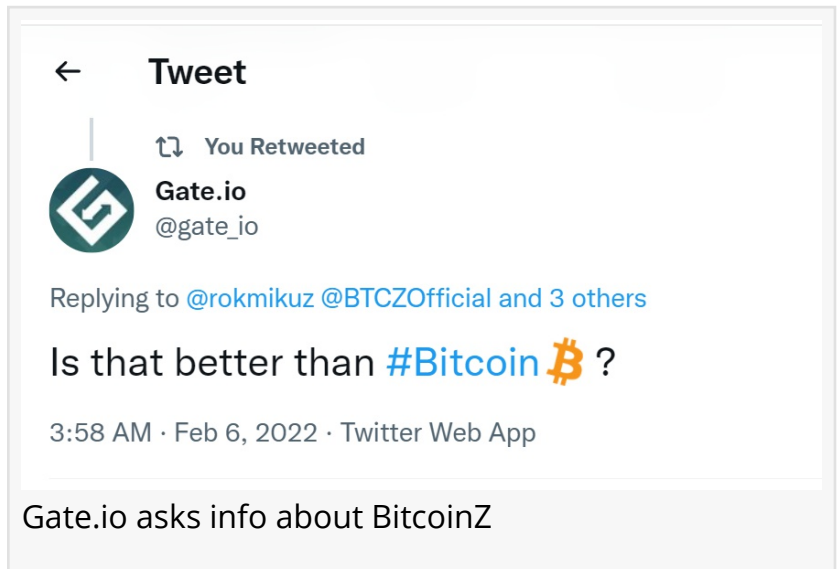 Tweet
You Retweeted
Gate.io
@gate_io
Replying to @rokmikuz @BTCZOfficial and 3 others
Is that better than #Bitcoin ?
3:58 AM · Feb 6, 2022 · Twitter Web App
Gate.io asks info about BitcoinZ